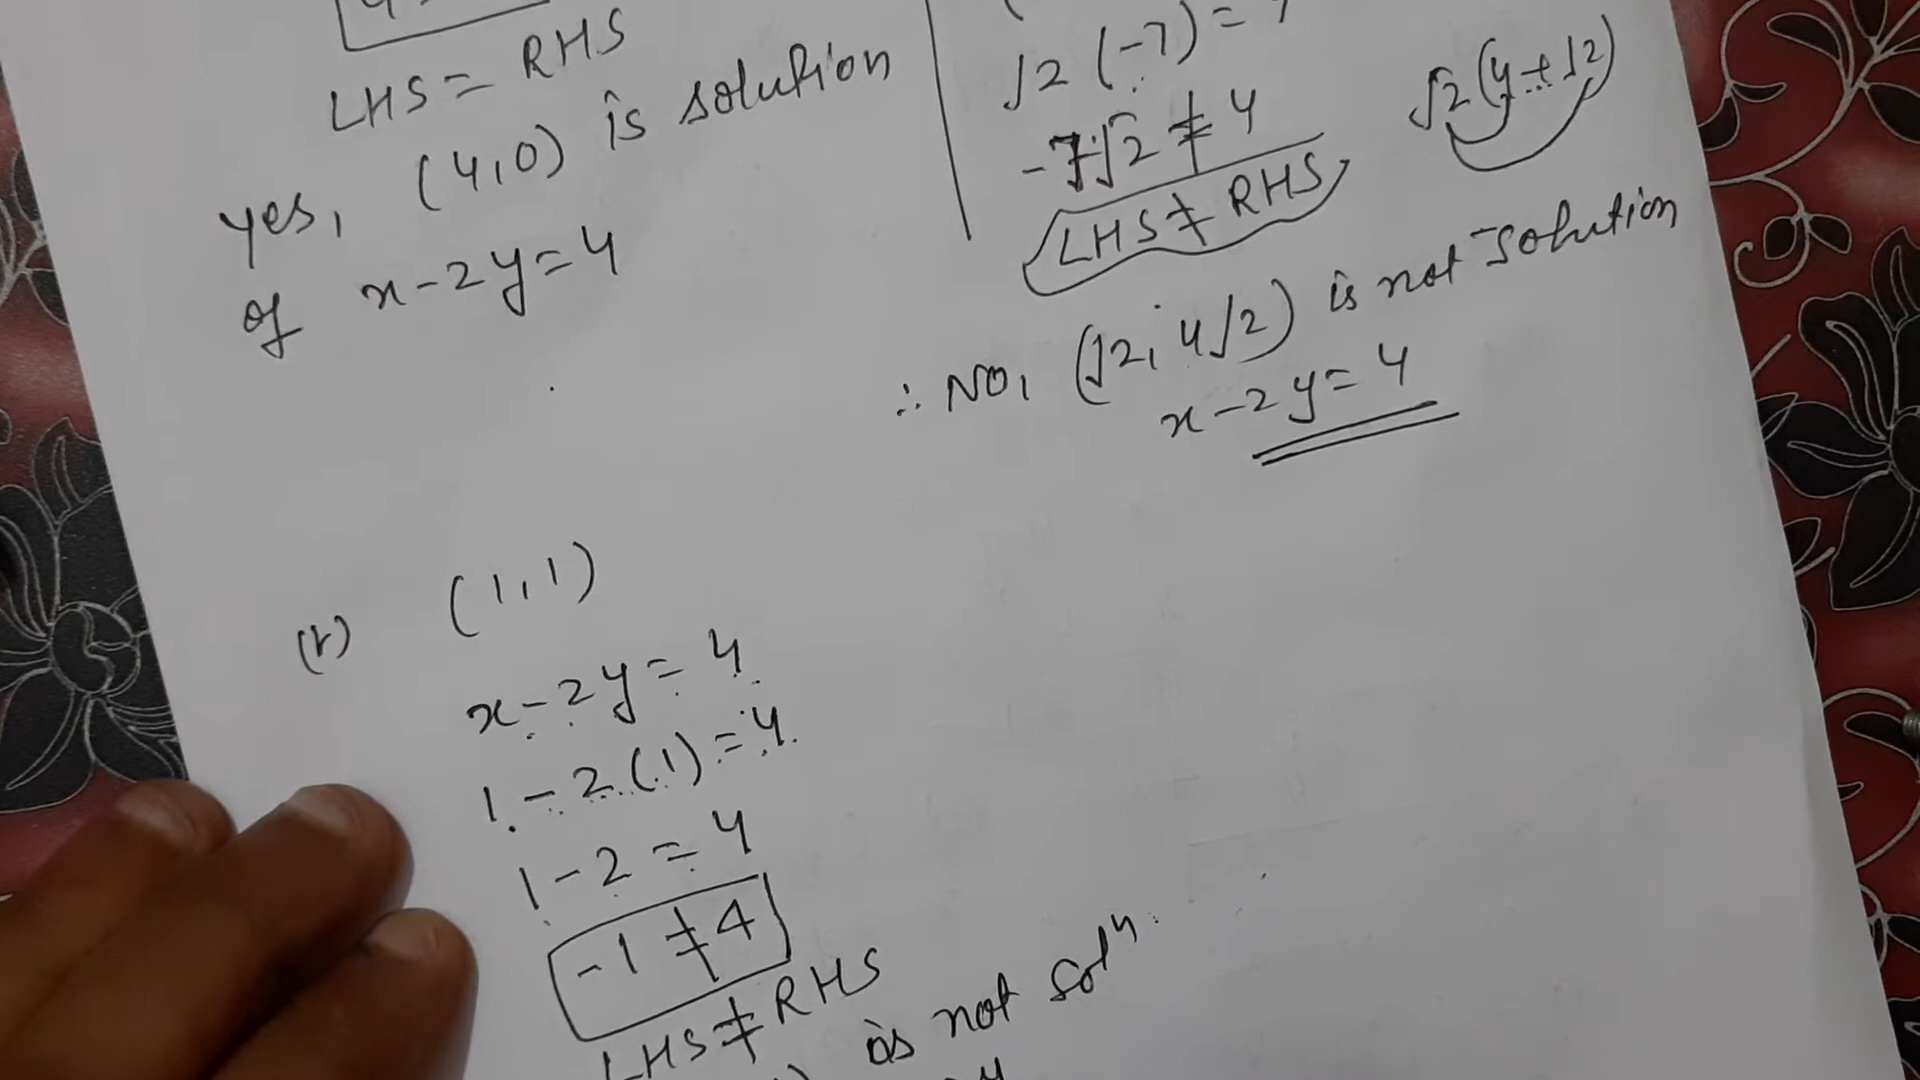 LHS = RHS
yes, (4,0) is solution
of x-2y=4
√2 (-7) =
-7√2 ≠ 4
LHS ≠ RHS
√2(4+√2)
∴ NO, (√2, 4√2) is not solution
x-2y=4
(v) (1,1)
x-2y=4
1-2(1)=4
1-2=4
-1 ≠ 4
LHS ≠ RHS
is not solⁿ.